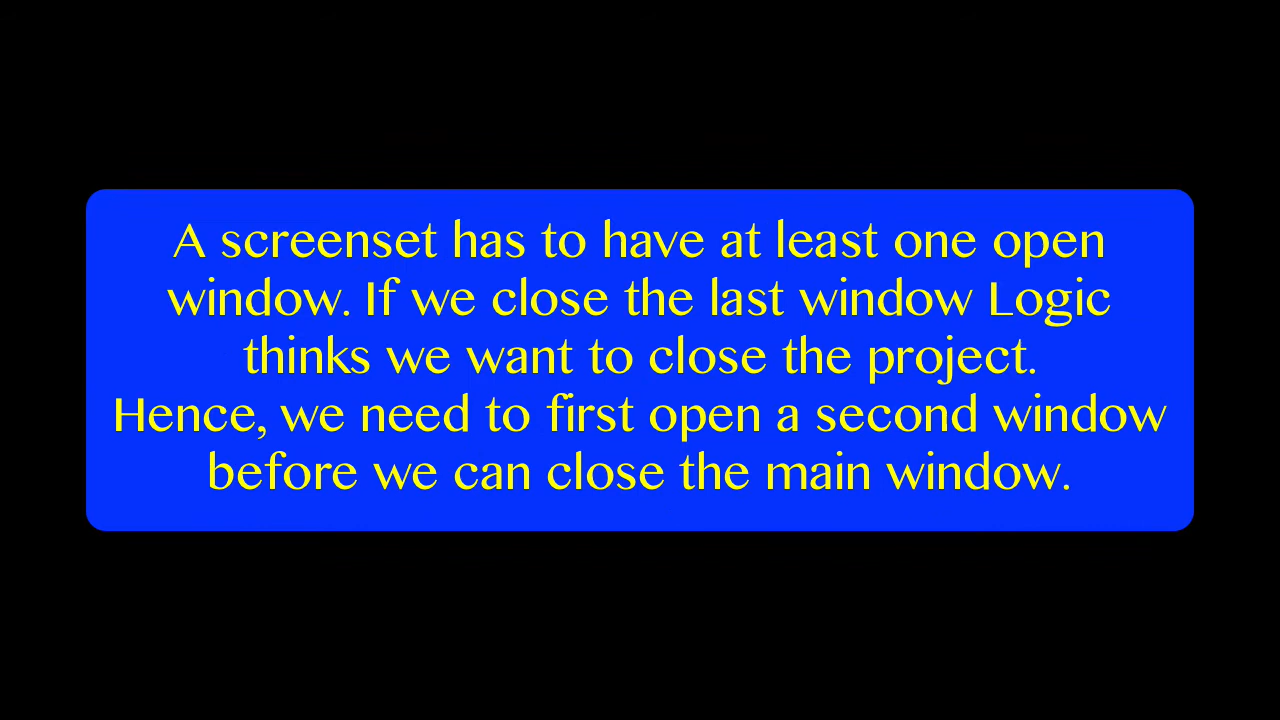 A screenset has to have at least one open
window. If we close the last window Logic
thinks we want to close the project.
Hence, we need to first open a second window
before we can close the main window.